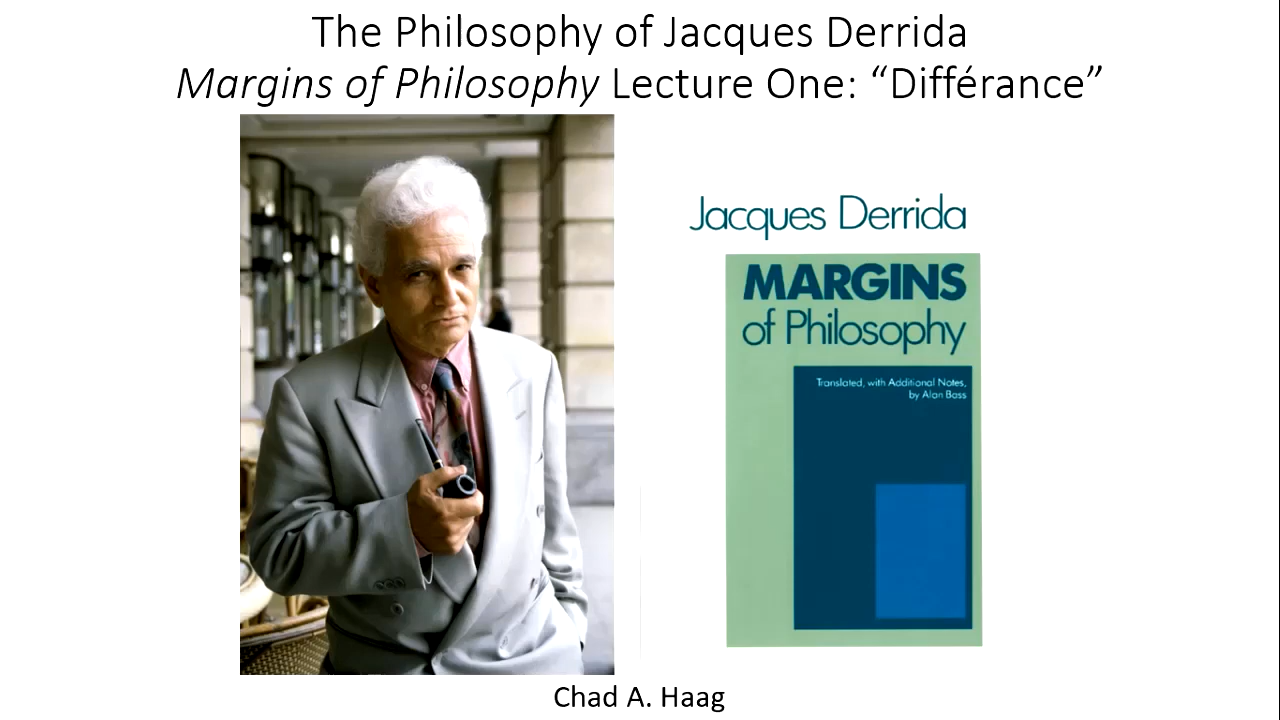 The Philosophy of Jacques Derrida
Margins of Philosophy Lecture One: “Différance”
Jacques Derrida
MARGINS
of Philosophy
Translated, with Additional Notes,
by Alan Bass
Chad A. Haag